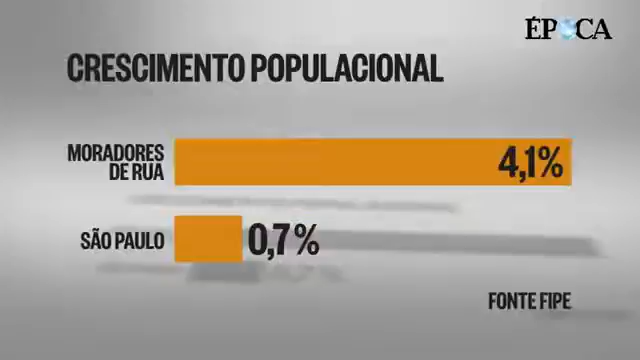 ÉPOCA
CRESCIMENTO POPULACIONAL
MORADORES
DE RUA
4,1%
SÃO PAULO
0,7%
FONTE FIPE